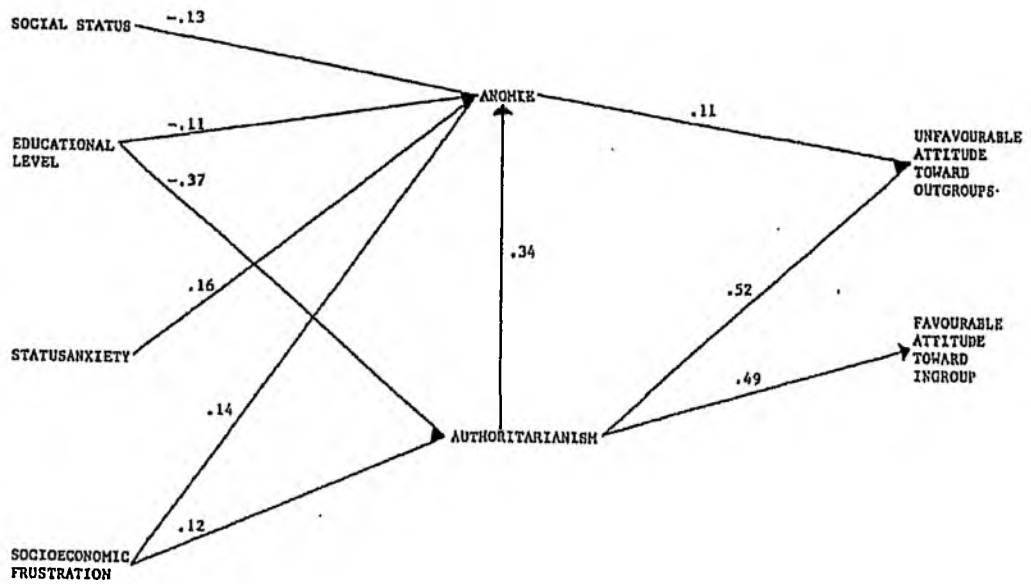 SOCIAL STATUS
-.13
ANOMIE
.11
EDUCATIONAL
LEVEL
-.11
-.37
UNFAVOURABLE
ATTITUDE
TOWARD
OUTGROUPS·
.34
.16
.52
STATUSANXIETY
FAVOURABLE
ATTITUDE
TOWARD
INGROUP
.49
.14
AUTHORITARIANISM
.12
SOCIOECONOMIC
FRUSTRATION